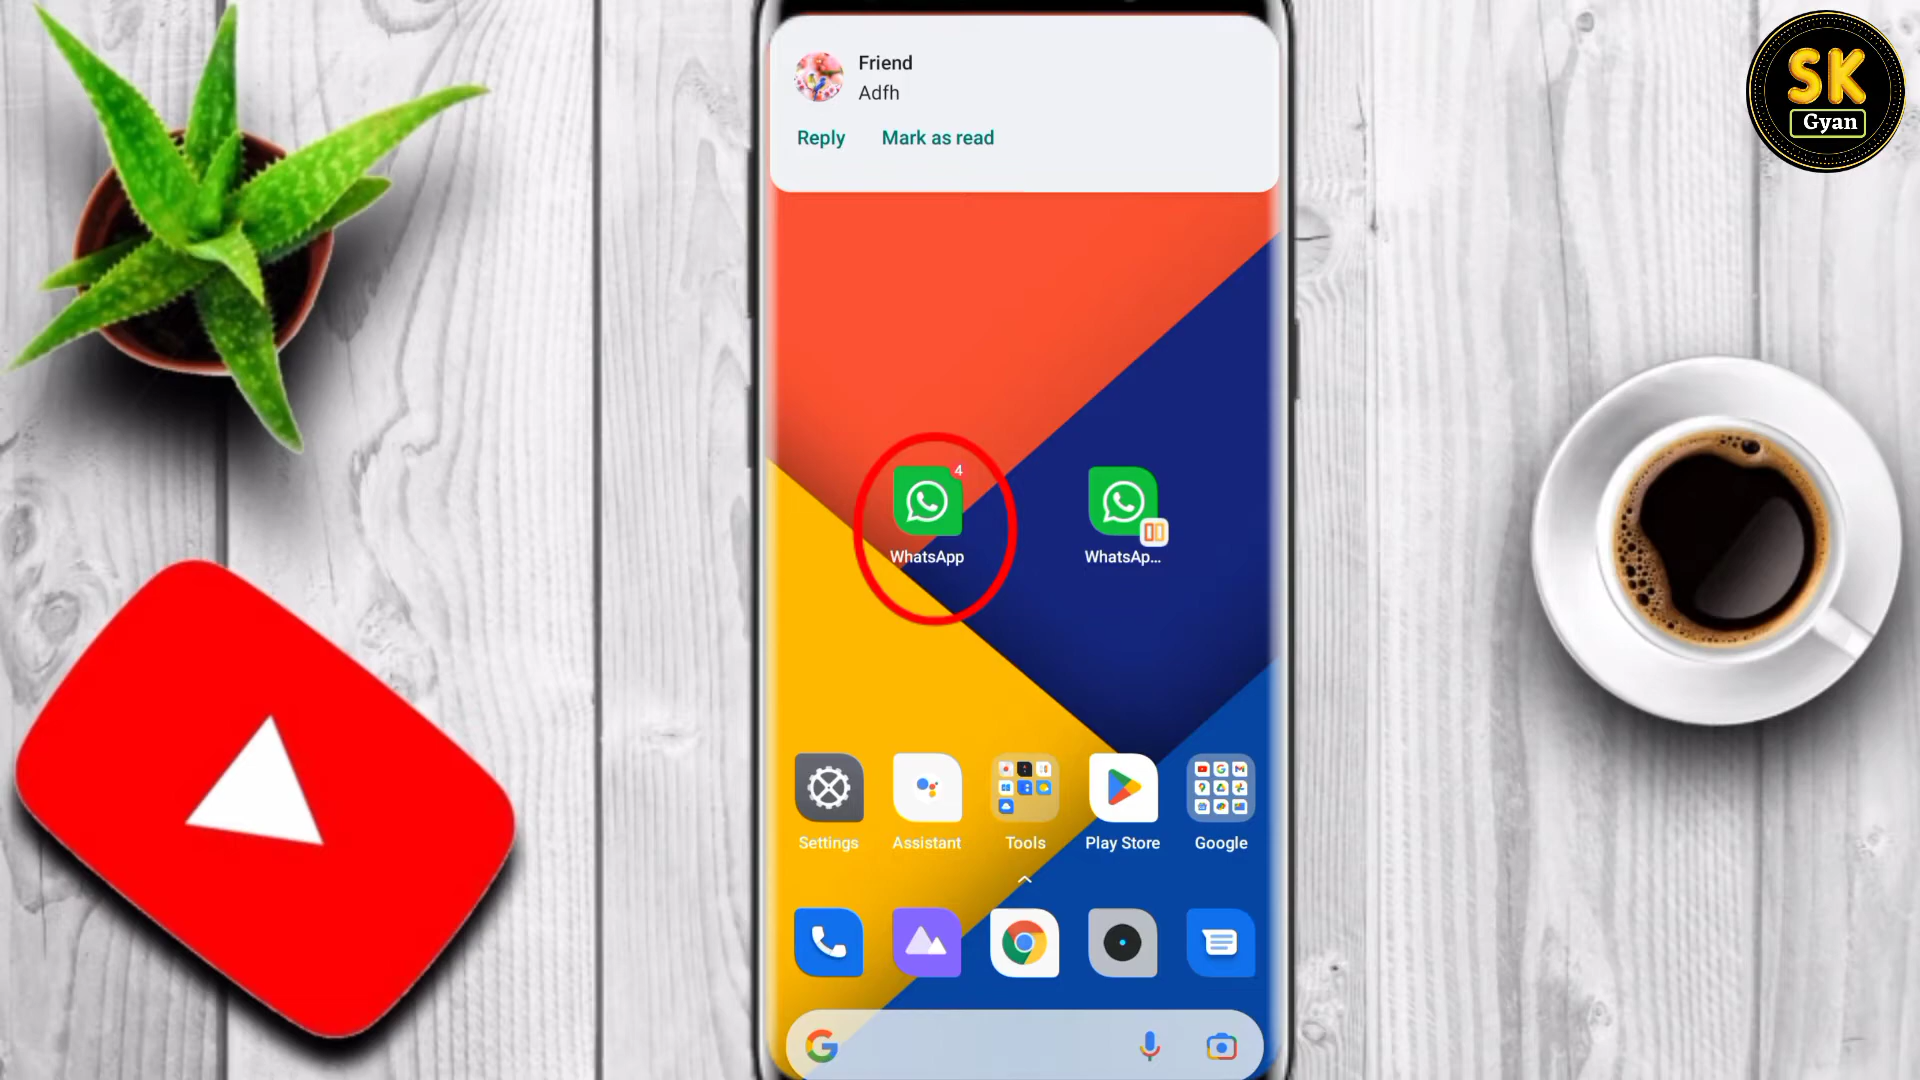 Friend
Adfh
Reply Mark as read
SK
Gyan
4
WhatsApp WhatsAp...
Settings Assistant Tools Play Store Google